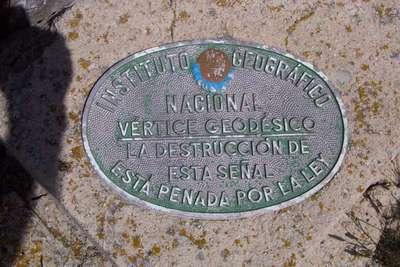 INSTITUTO GEOGRÁFICO
NACIONAL
VÉRTICE GEODÉSICO
LA DESTRUCCIÓN DE
ESTA SEÑAL
ESTÁ PENADA POR LA LEY